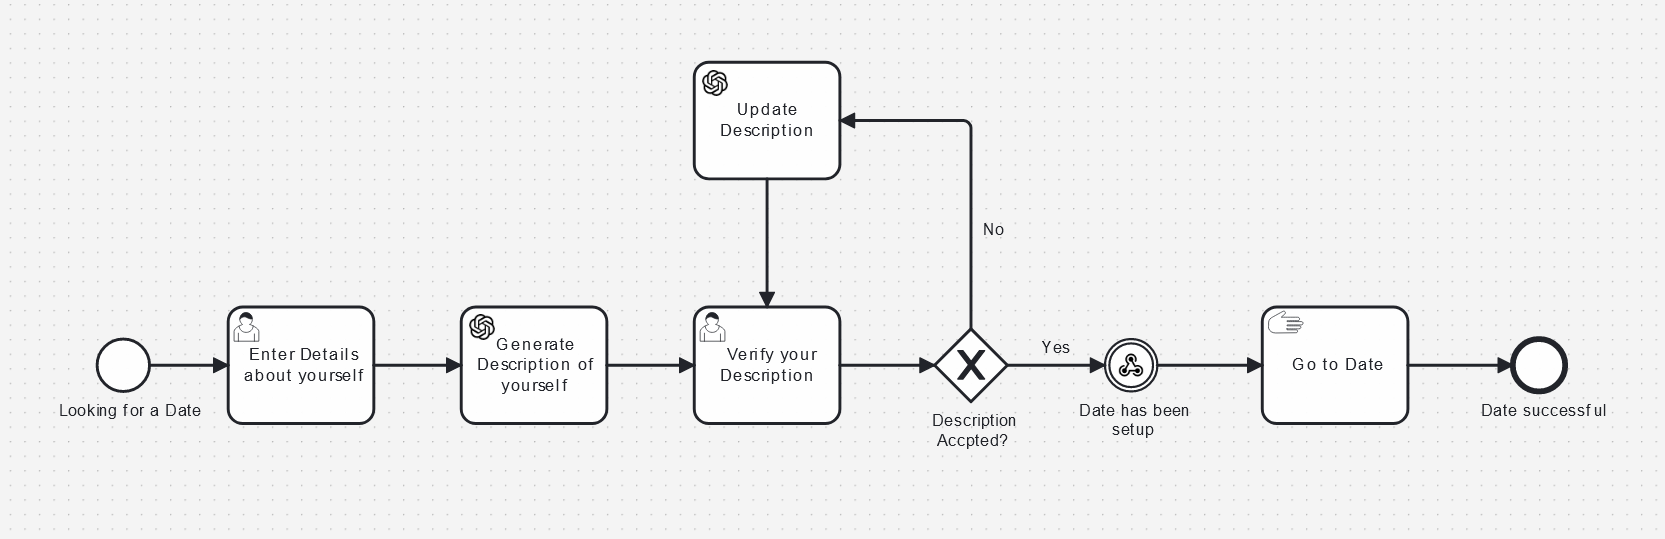 Update
Description
No
Enter Details
about yourself
Generate
Description of
yourself
Verify your
Description
Yes
Go to Date
Looking for a Date
Description
Accpted?
Date has been
setup
Date successful